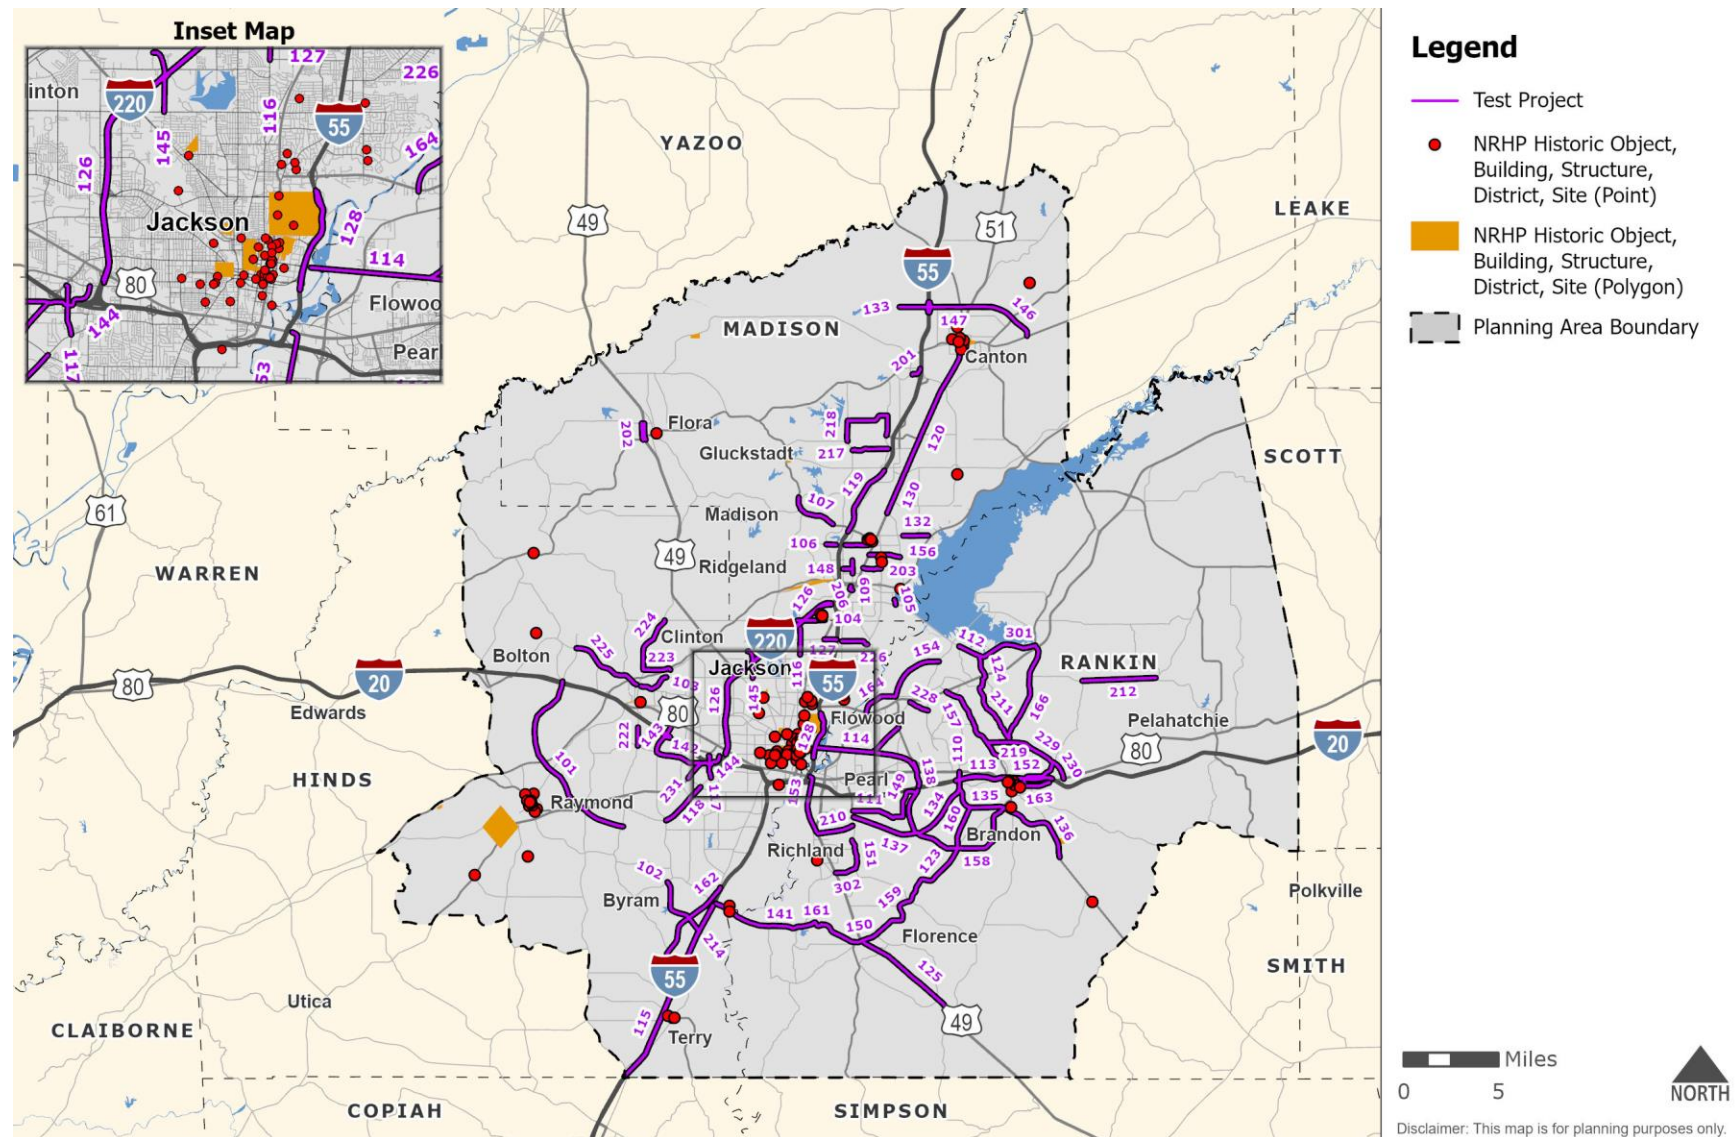 Inset Map
127
226
inton
220
116
55
145
164
126
Jackson
128
114
80
Flowoo
144
Pearl
117
53
Legend
Test Project
NRHP Historic Object,
Building, Structure,
District, Site (Point)
NRHP Historic Object,
Building, Structure,
District, Site (Polygon)
Planning Area Boundary
YAZOO
LEAKE
49
51
55
133
146
147
MADISON
Canton
201
Flora
202
218
120
Gluckstadt
217
SCOTT
61
119
107
130
Madison
132
106
156
49
Ridgeland
148
203
WARREN
109
206
105
126
104
224
Clinton
220
301
112
225
127
Bolton
223
226
154
Jackson
116
RANKIN
124
80
20
103
55
164
212
126
145
228
211
166
Edwards
80
Flowood
157
Pelahatchie
222
143
128
114
110
229
80
20
142
219
230
HINDS
101
144
Pearl
138
113
152
231
117
153
149
Raymond
111
135
163
118
134
210
160
136
Brandon
Richland
137
151
123
158
102
162
302
Polkville
Byram
159
141
161
150
214
Florence
SMITH
55
125
Utica
115
49
CLAIBORNE
Terry
COPIAH
SIMPSON
Miles
0
5
NORTH
Disclaimer: This map is for planning purposes only.